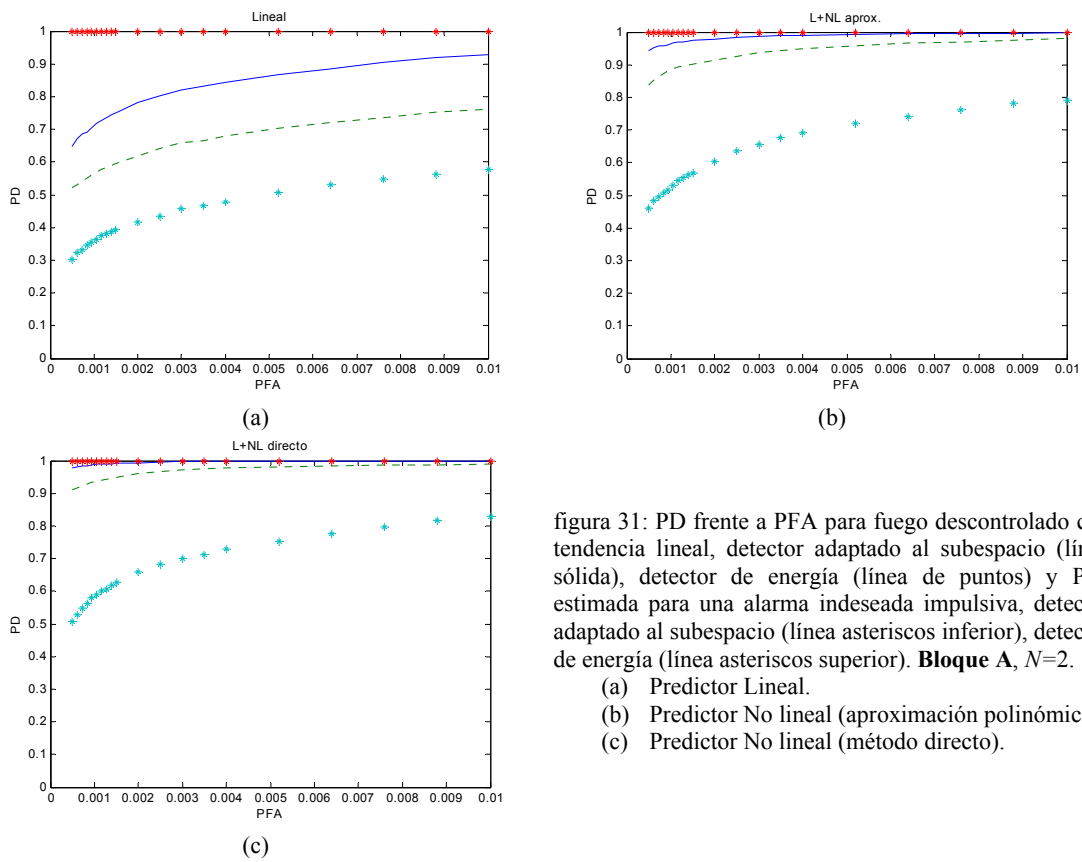 Lineal
1
0.9
0.8
0.7
0.6
0.5
0.4
0.3
0.2
0.1
0
PD
0 0.001 0.002 0.003 0.004 0.005 0.006 0.007 0.008 0.009 0.01
PFA
(a)
L+NL aprox.
1
0.9
0.8
0.7
0.6
0.5
0.4
0.3
0.2
0.1
0
PD
0 0.001 0.002 0.003 0.004 0.005 0.006 0.007 0.008 0.009 0.01
PFA
(b)
L+NL directo
1
0.9
0.8
0.7
0.6
0.5
0.4
0.3
0.2
0.1
0
PD
0 0.001 0.002 0.003 0.004 0.005 0.006 0.007 0.008 0.009 0.01
PFA
(c)
figura 31: PD frente a PFA para fuego descontrolado
tendencia lineal, detector adaptado al subespacio
sólida), detector de energía (línea de puntos) y
estimada para una alarma indeseada impulsiva,
adaptado al subespacio (línea asteriscos inferior),
de energía (línea asteriscos superior). Bloque A, N=2.
(a) Predictor Lineal.
(b) Predictor No lineal (aproximación
(c) Predictor No lineal (método directo).